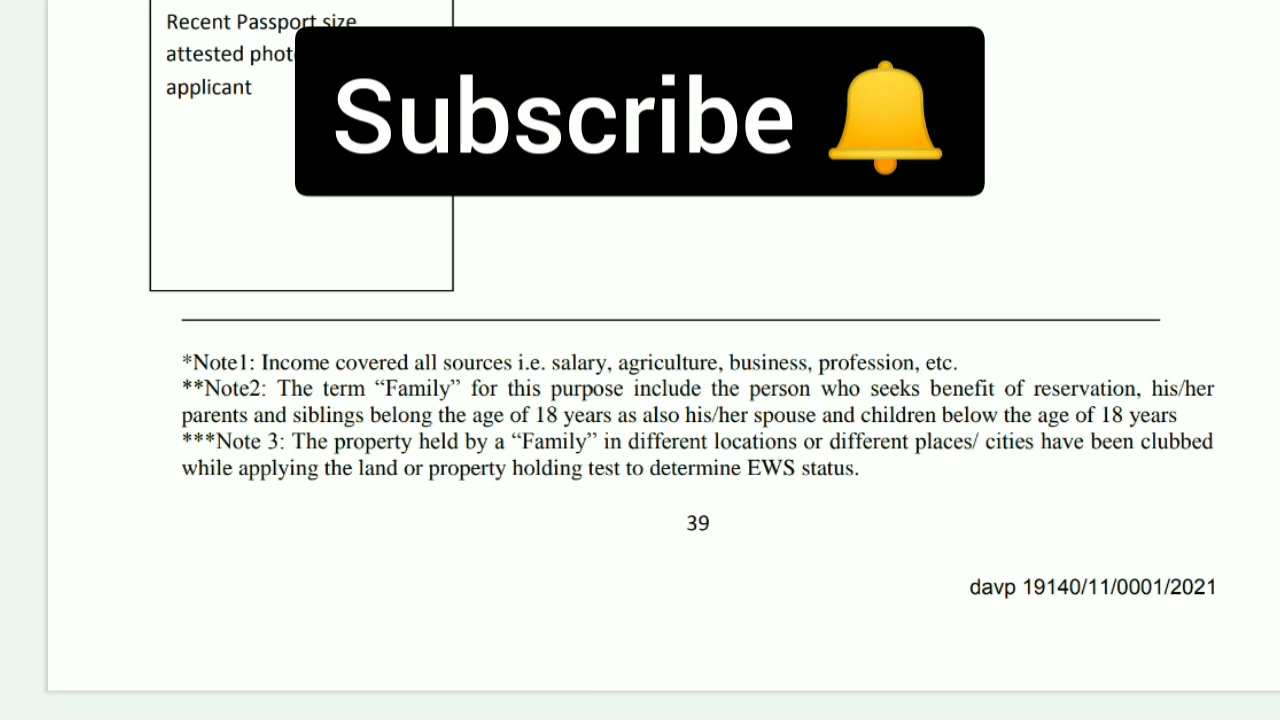 Recent Passport size
attested
applicant
Subscribe
*Note1: Income covered all sources i.e. salary, agriculture, business, profession, etc.
**Note2: The term “Family” for this purpose include the person who seeks benefit of reservation, his/her
parents and siblings belong the age of 18 years as also his/her spouse and children below the age of 18 years
***Note 3: The property held by a “Family” in different locations or different places/ cities have been clubbed
while applying the land or property holding test to determine EWS status.
39
davp 19140/11/0001/2021